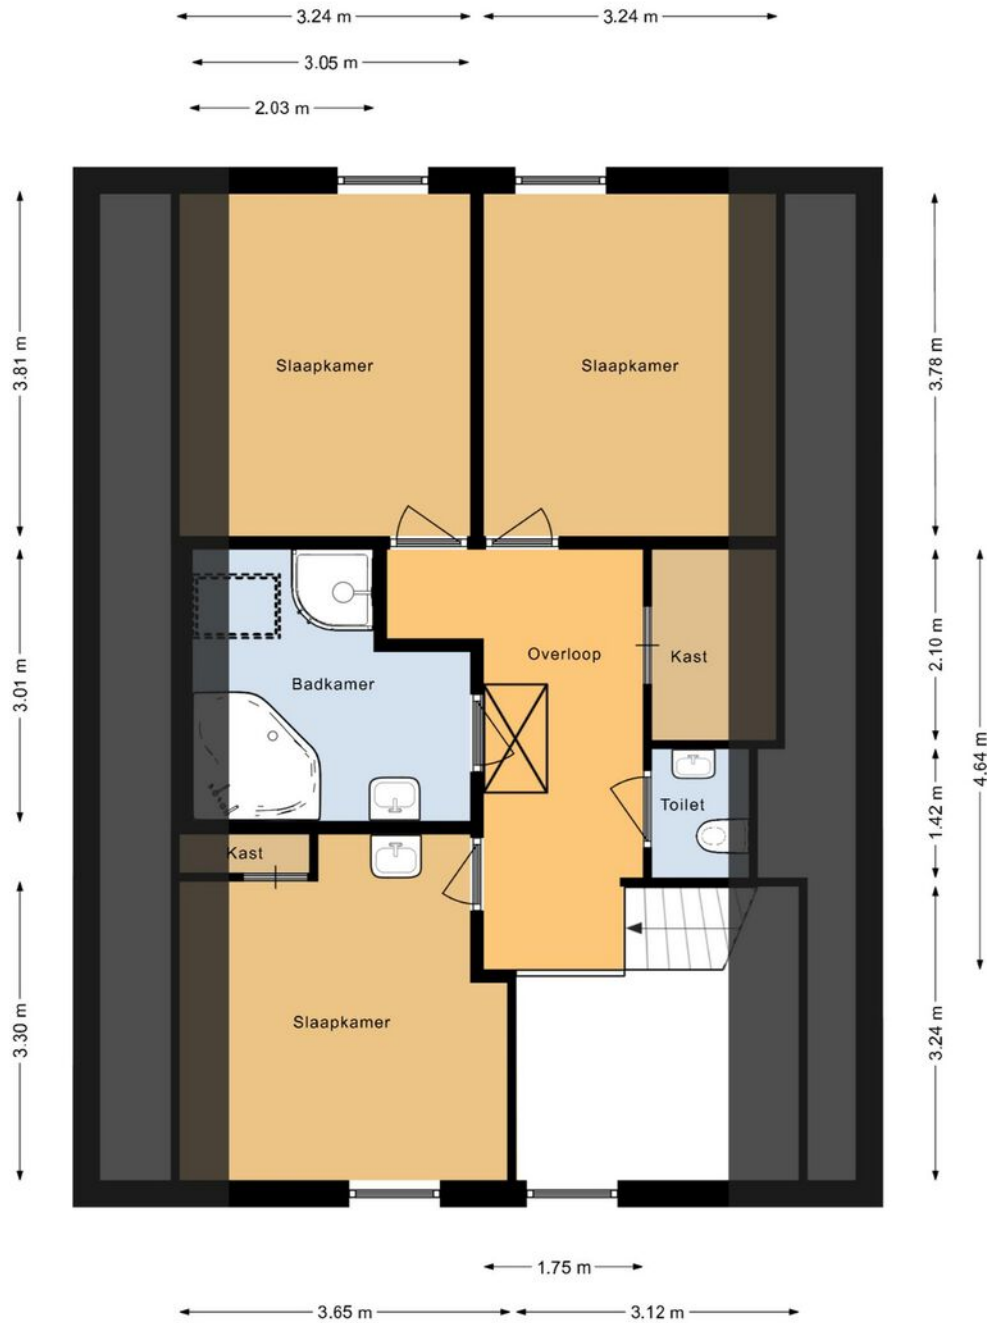 3.24 m
3.24 m
3.05 m
2.03 m
3.81 m
3.78 m
Slaapkamer
Slaapkamer
3.01 m
2.10 m
4.64 m
Overloop
Kast
Badkamer
1.42 m
Toilet
Kast
3.30 m
3.24 m
Slaapkamer
1.75 m
3.65 m
3.12 m